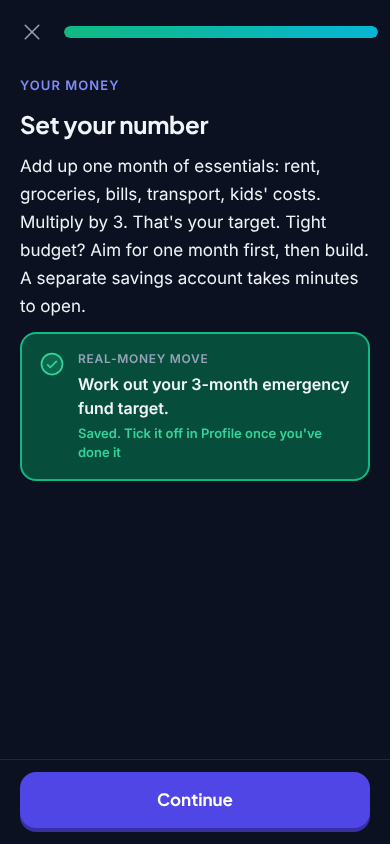 YOUR MONEY
Set your number
Add up one month of essentials: rent,
groceries, bills, transport, kids' costs.
Multiply by 3. That's your target. Tight
budget? Aim for one month first, then build.
A separate savings account takes minutes
to open.
REAL-MONEY MOVE
Work out your 3-month emergency
fund target.
Saved. Tick it off in Profile once you've
done it
Continue